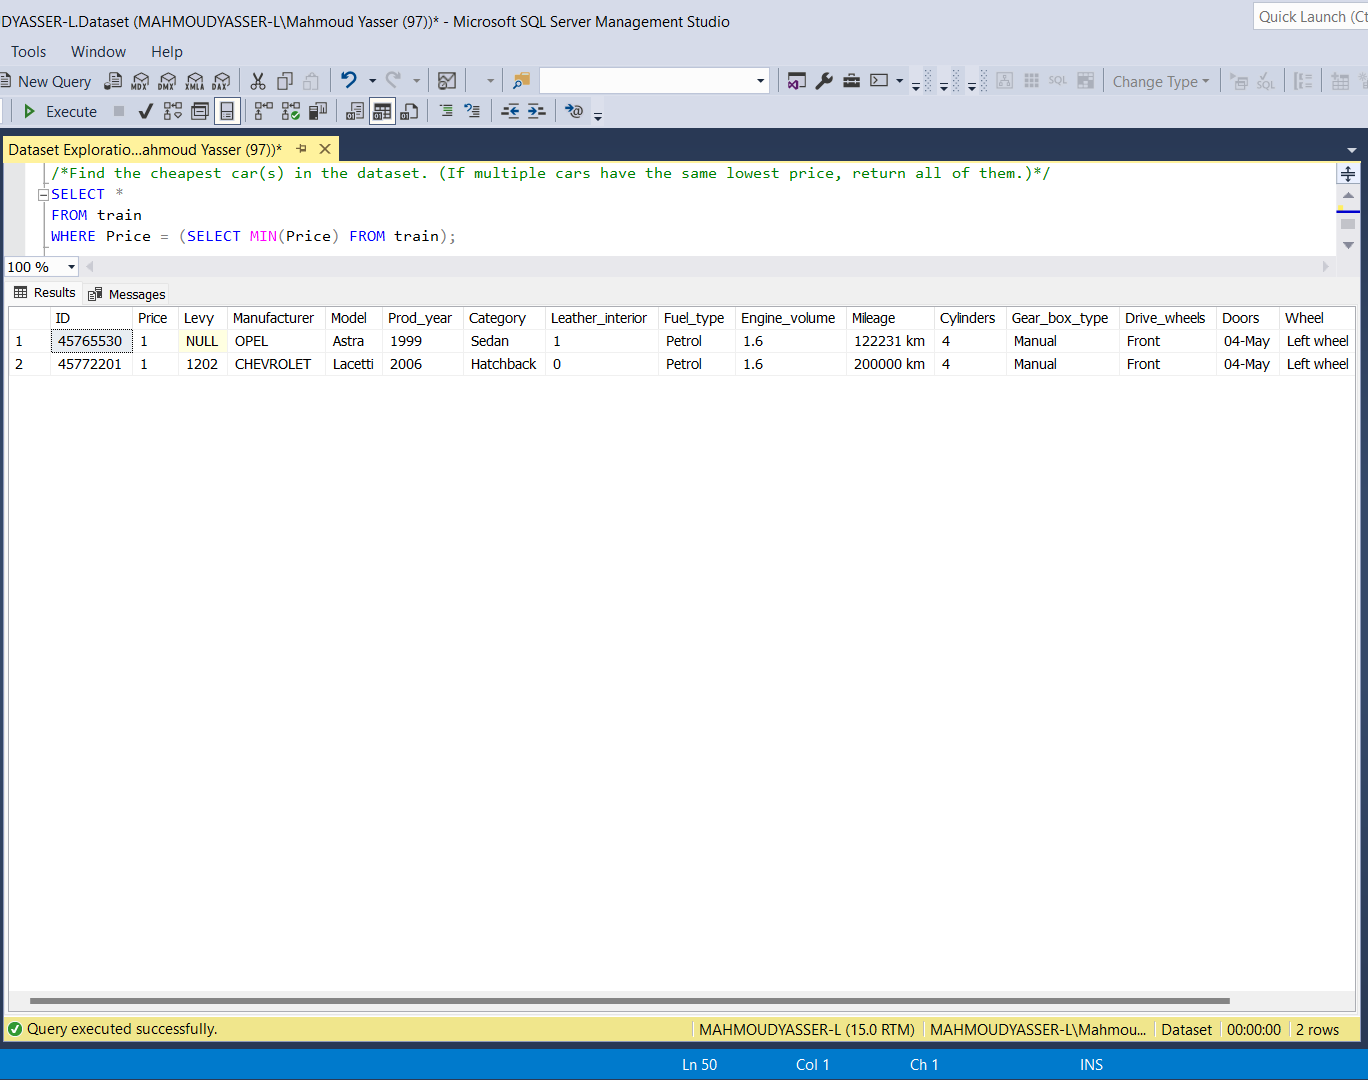 DYASSER-L.Dataset (MAHMOUDYASSER-L\Mahmoud Yasser (97))* - Microsoft SQL Server Management Studio
Quick Launch (Ct
Tools Window Help
New Query MDX DMX XMLA DAX SQL Change Type SQL
Execute
Dataset Exploratio...ahmoud Yasser (97))*
/*Find the cheapest car(s) in the dataset. (If multiple cars have the same lowest price, return all of them.)*/
SELECT *
FROM train
WHERE Price = (SELECT MIN(Price) FROM train);
100 %
Results Messages
ID Price Levy Manufacturer Model Prod_year Category Leather_interior Fuel_type Engine_volume Mileage Cylinders Gear_box_type Drive_wheels Doors Wheel
1 45765530 1 NULL OPEL Astra 1999 Sedan 1 Petrol 1.6 122231 km 4 Manual Front 04-May Left wheel
2 45772201 1 1202 CHEVROLET Lacetti 2006 Hatchback 0 Petrol 1.6 200000 km 4 Manual Front 04-May Left wheel
Query executed successfully. MAHMOUDYASSER-L (15.0 RTM) MAHMOUDYASSER-L\Mahmou... Dataset 00:00:00 2 rows
Ln 50 Col 1 Ch 1 INS